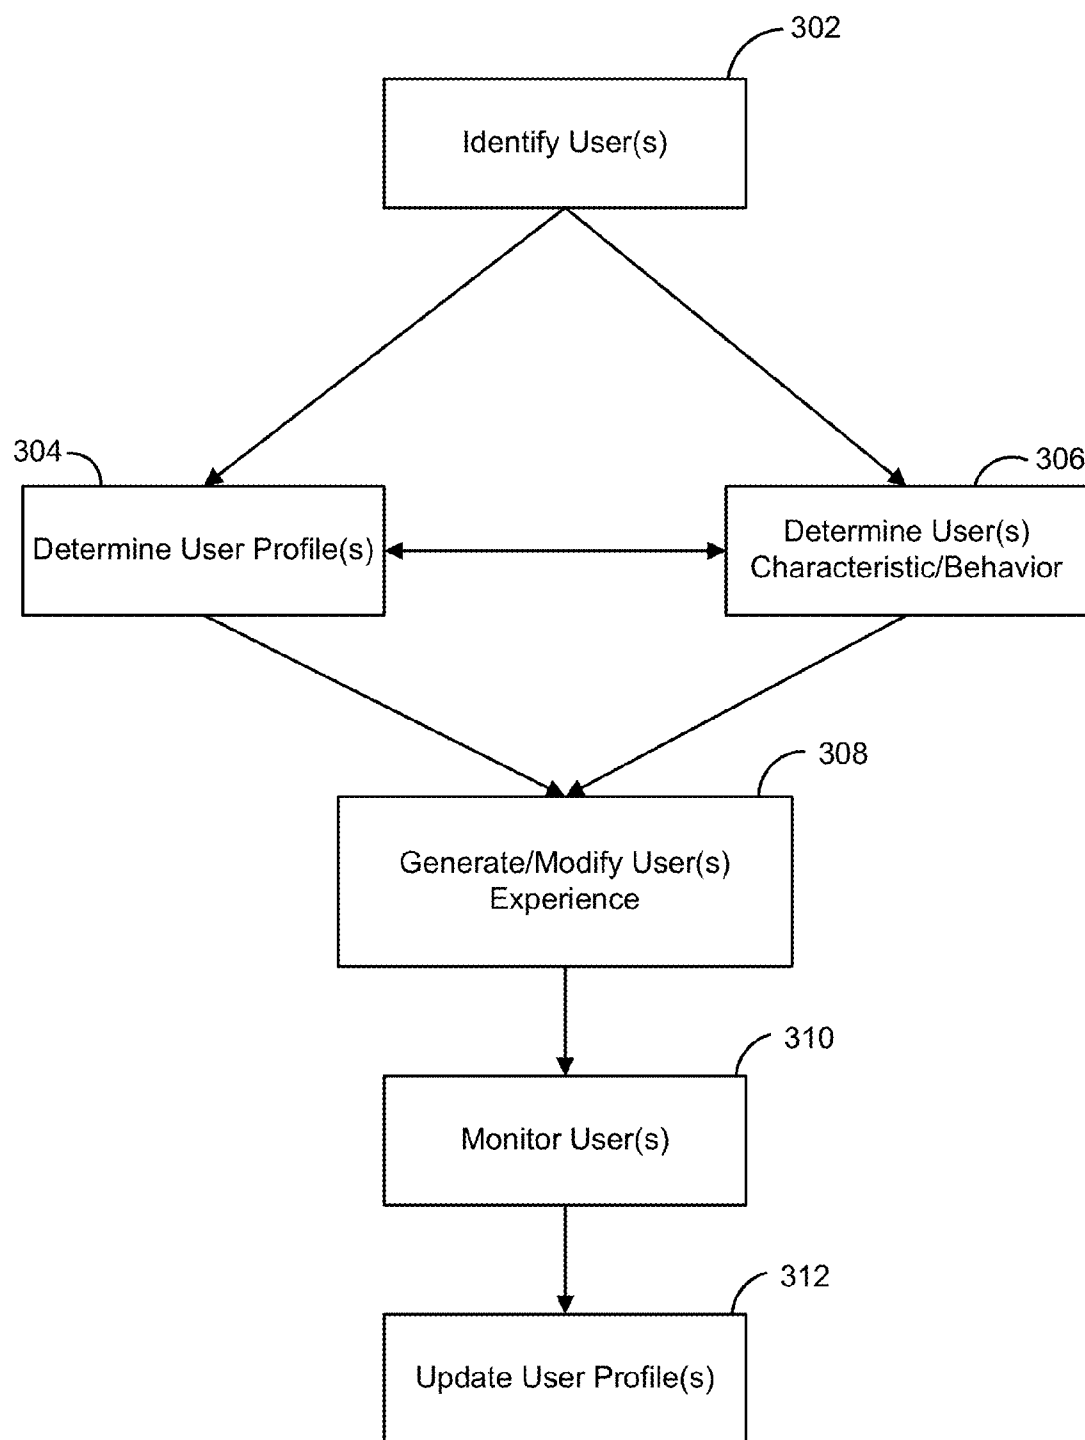 302
Identify User(s)
304
306
Determine User Profile(s)
Determine User(s)
Characteristic/Behavior
308
Generate/Modify User(s)
Experience
310
Monitor User(s)
312
Update User Profile(s)